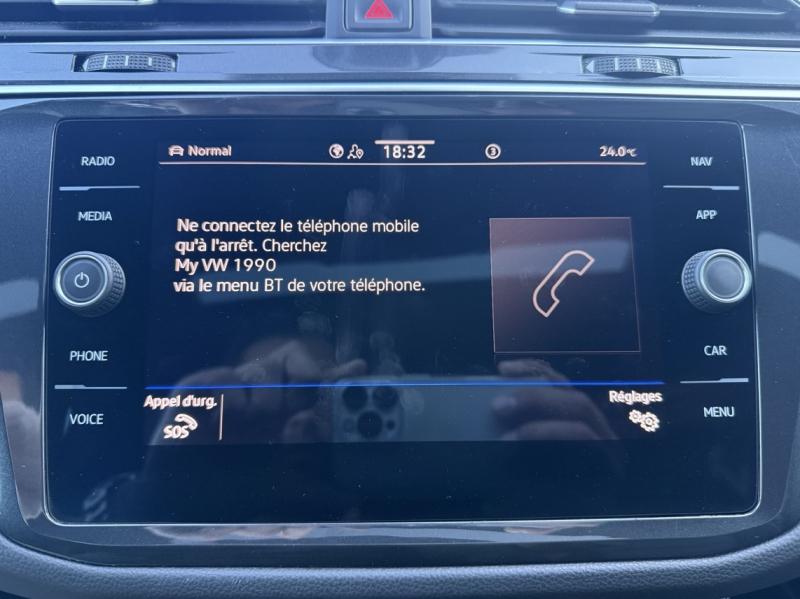 RADIO
MEDIA
PHONE
VOICE
Normal 18:32 3 24.0°C
Ne connectez le téléphone mobile
qu'à l'arrêt. Cherchez
My VW 1990
via le menu BT de votre téléphone.
Appel d'urg.
SOS
Réglages
NAV
APP
CAR
MENU